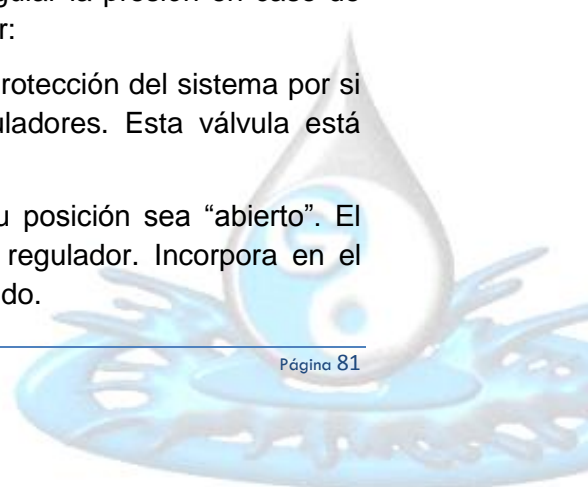 gular la presión en caso de
r:
rotección del sistema por si
uladores. Esta válvula está
u posición sea “abierto”. El
regulador. Incorpora en el
do.
Página 81